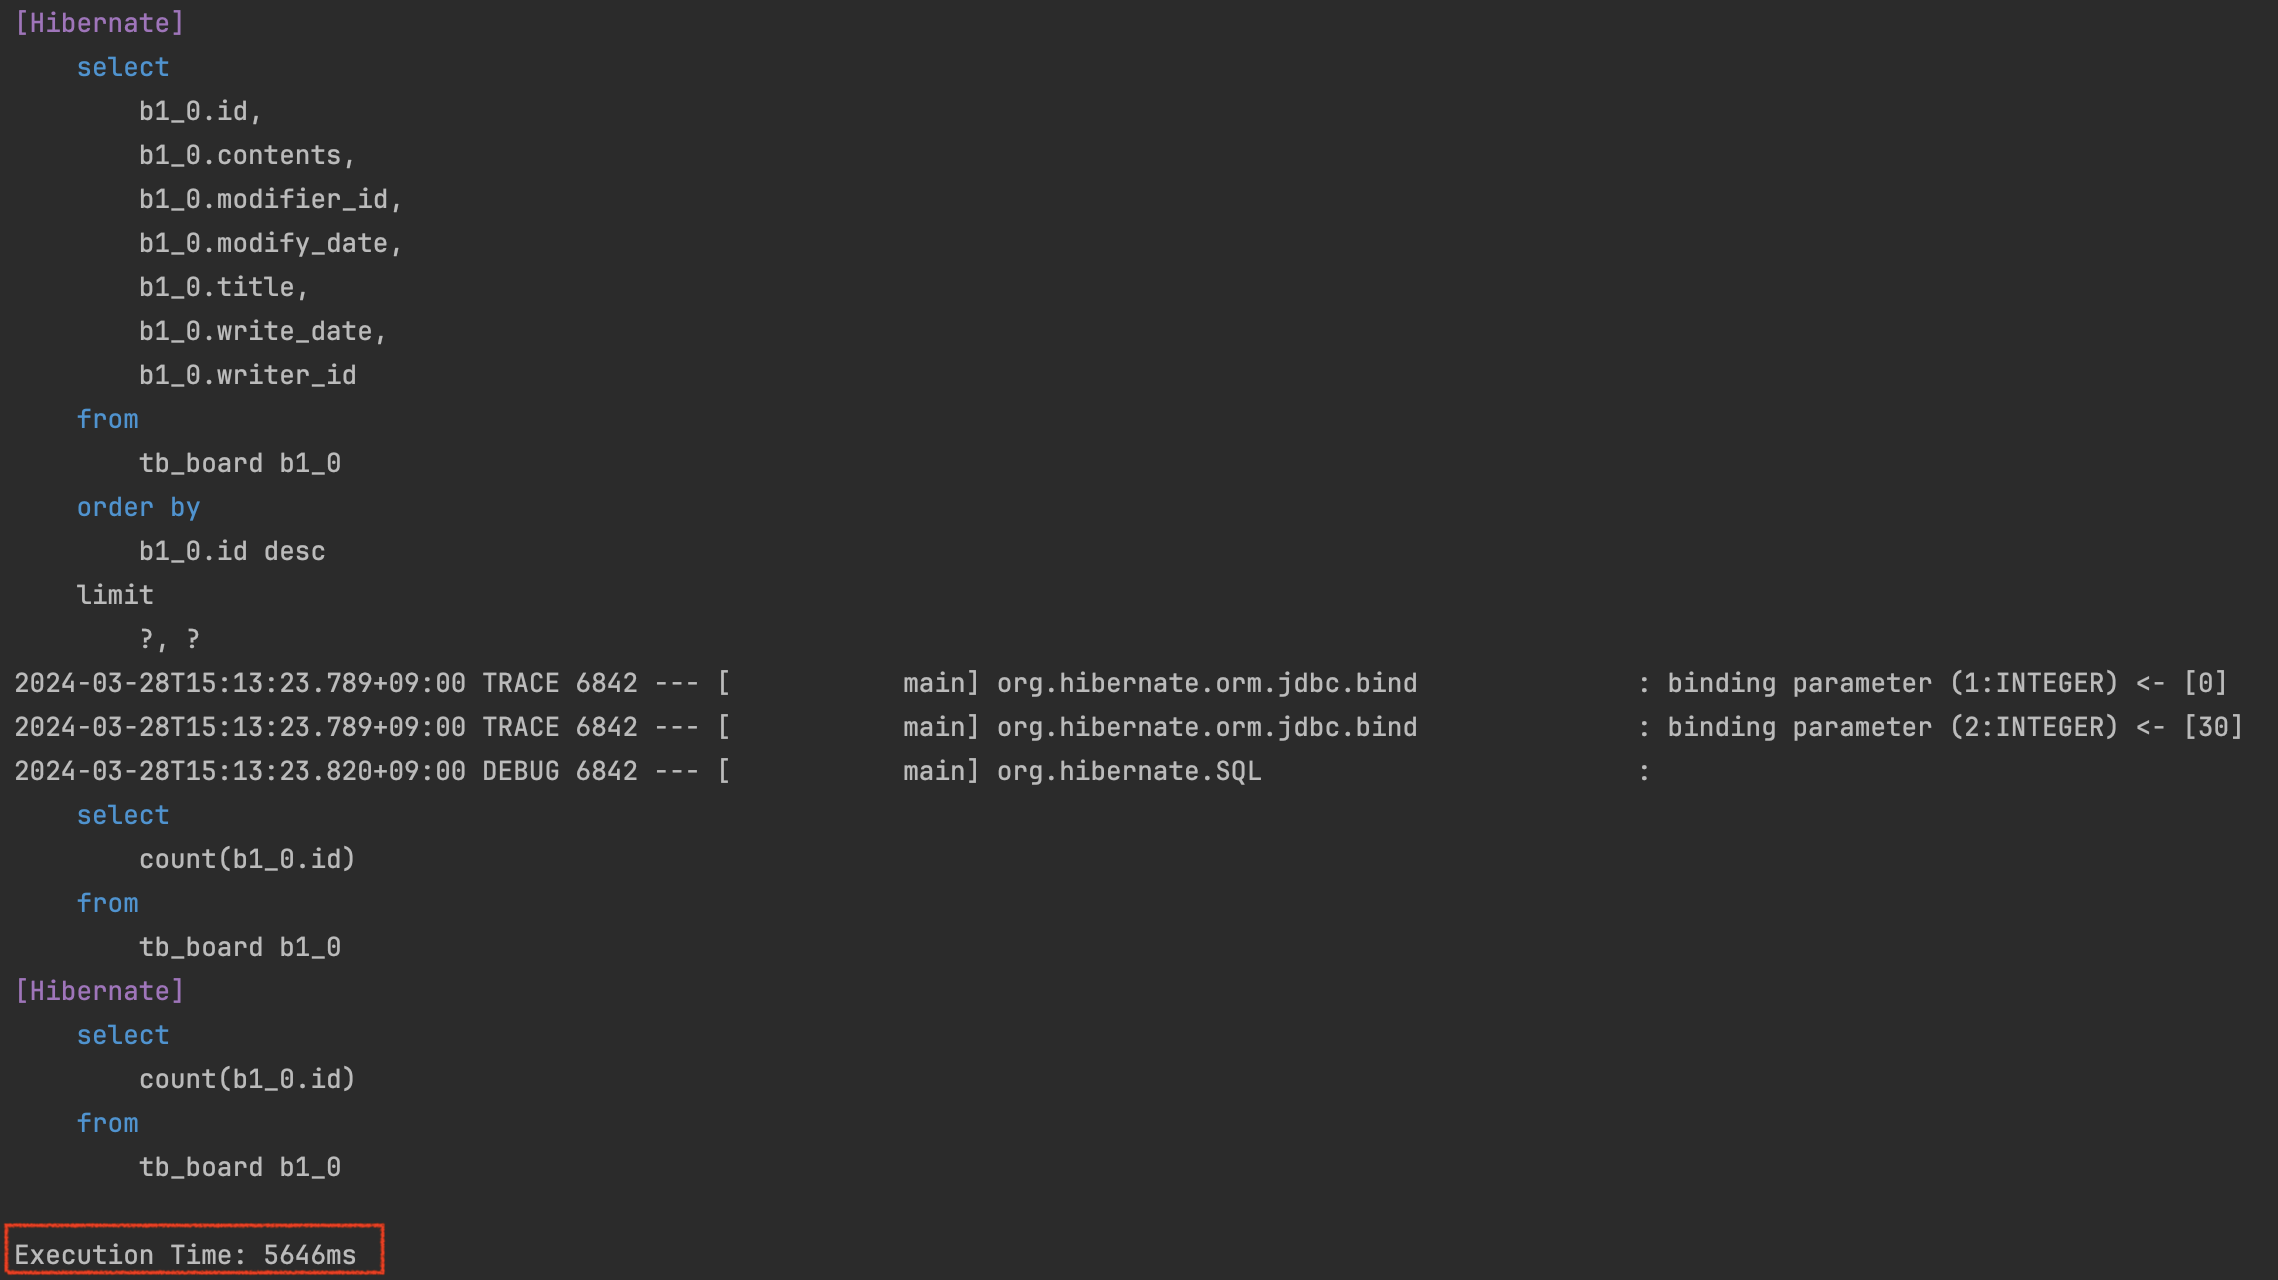 [Hibernate]
    select
        b1_0.id,
        b1_0.contents,
        b1_0.modifier_id,
        b1_0.modify_date,
        b1_0.title,
        b1_0.write_date,
        b1_0.writer_id
    from
        tb_board b1_0
    order by
        b1_0.id desc
    limit
        ?, ?
2024-03-28T15:13:23.789+09:00 TRACE 6842 --- [           main] org.hibernate.orm.jdbc.bind              : binding parameter (1:INTEGER) <- [0]
2024-03-28T15:13:23.789+09:00 TRACE 6842 --- [           main] org.hibernate.orm.jdbc.bind              : binding parameter (2:INTEGER) <- [30]
2024-03-28T15:13:23.820+09:00 DEBUG 6842 --- [           main] org.hibernate.SQL                        :
    select
        count(b1_0.id)
    from
        tb_board b1_0
[Hibernate]
    select
        count(b1_0.id)
    from
        tb_board b1_0
Execution Time: 5646ms